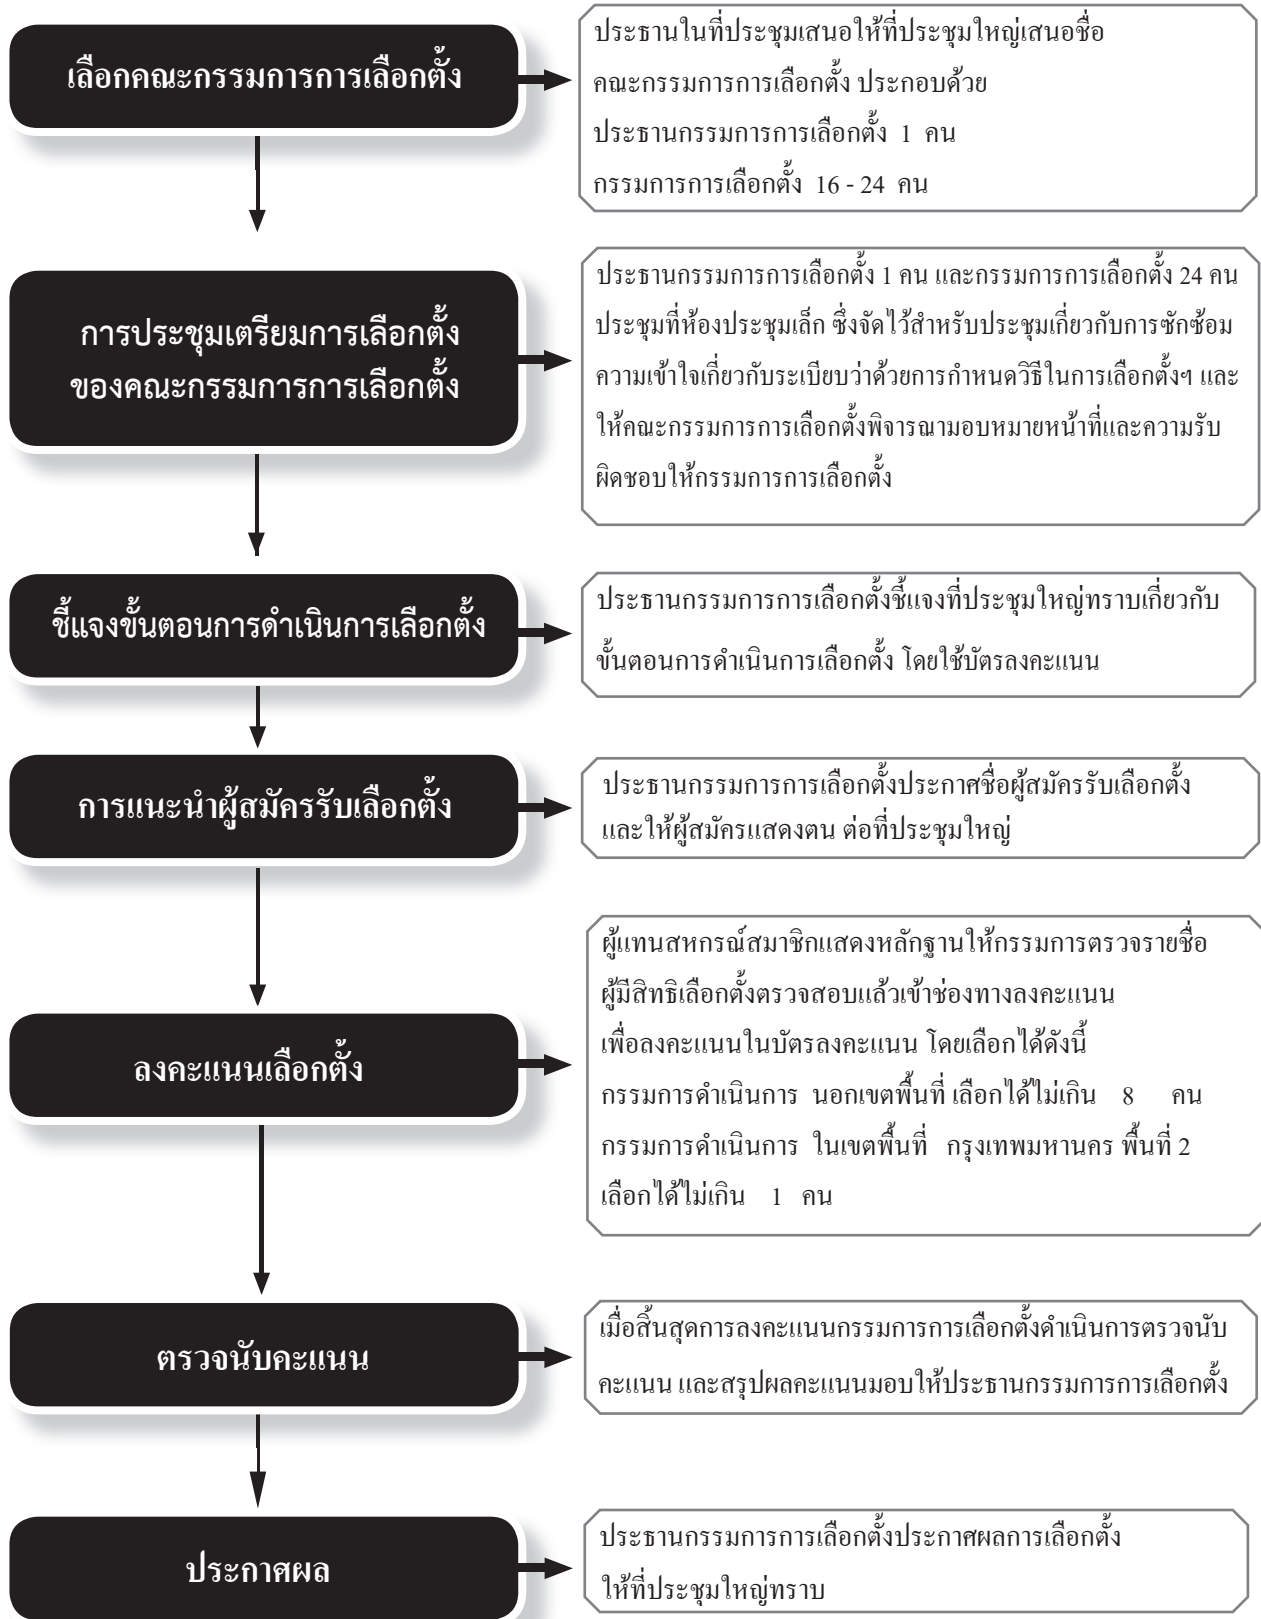 เลือกคณะกรรมการการเลือกตั้ง
ประธานในที่ประชุมเสนอให้ที่ประชุมใหญ่เสนอชื่อ
คณะกรรมการการเลือกตั้ง ประกอบด้วย
ประธานกรรมการการเลือกตั้ง 1 คน
กรรมการการเลือกตั้ง 16 - 24 คน
การประชุมเตรียมการเลือกตั้ง
ของคณะกรรมการการเลือกตั้ง
ประธานกรรมการการเลือกตั้ง 1 คน และกรรมการการเลือกตั้ง 24 คน
ประชุมที่ห้องประชุมเล็ก ซึ่งจัดไว้สำหรับประชุมเกี่ยวกับการซักซ้อม
ความเข้าใจเกี่ยวกับระเบียบว่าด้วยการกำหนดวิธีในการเลือกตั้งฯ และ
ให้คณะกรรมการการเลือกตั้งพิจารณามอบหมายหน้าที่และความรับ
ผิดชอบให้กรรมการการเลือกตั้ง
ชี้แจงขั้นตอนการดำเนินการเลือกตั้ง
ประธานกรรมการการเลือกตั้งชี้แจงที่ประชุมใหญ่ทราบเกี่ยวกับ
ขั้นตอนการดำเนินการเลือกตั้ง โดยใช้บัตรลงคะแนน
การแนะนำผู้สมัครรับเลือกตั้ง
ประธานกรรมการการเลือกตั้งประกาศชื่อผู้สมัครรับเลือกตั้ง
และให้ผู้สมัครแสดงตน ต่อที่ประชุมใหญ่
ลงคะแนนเลือกตั้ง
ผู้แทนสหกรณ์สมาชิกแสดงหลักฐานให้กรรมการตรวจรายชื่อ
ผู้มีสิทธิเลือกตั้งตรวจสอบแล้วเข้าช่องทางลงคะแนน
เพื่อลงคะแนนในบัตรลงคะแนน โดยเลือกได้ดังนี้
กรรมการดำเนินการ นอกเขตพื้นที่ เลือกได้ไม่เกิน 8 คน
กรรมการดำเนินการ ในเขตพื้นที่ กรุงเทพมหานคร พื้นที่ 2
เลือกได้ไม่เกิน 1 คน
ตรวจนับคะแนน
เมื่อสิ้นสุดการลงคะแนนกรรมการการเลือกตั้งดำเนินการตรวจนับ
คะแนน และสรุปผลคะแนนมอบให้ประธานกรรมการการเลือกตั้ง
ประกาศผล
ประธานกรรมการการเลือกตั้งประกาศผลการเลือกตั้ง
ให้ที่ประชุมใหญ่ทราบ